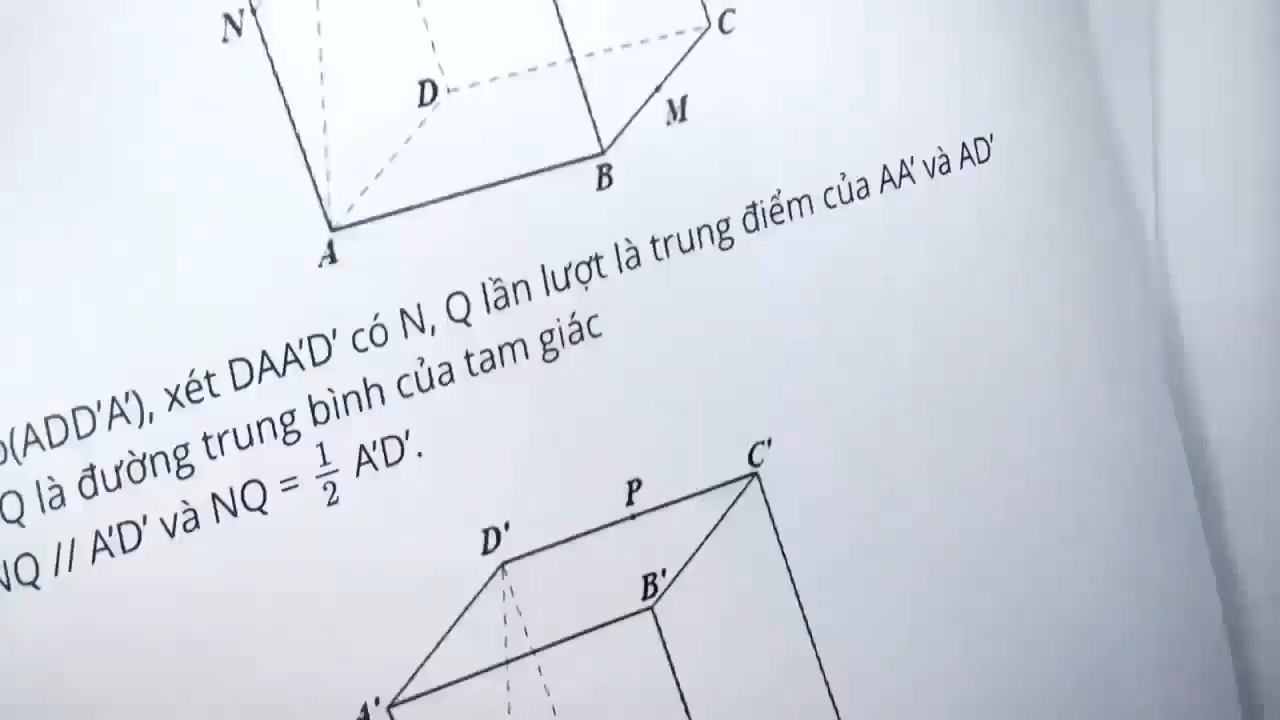 N
C
D
M
B
A
(ADD'A'), xét DAA'D' có N, Q lần lượt là trung điểm của AA' và AD'
Q là đường trung bình của tam giác
NQ // A'D' và NQ = \frac{1}{2} A'D'.
C'
P
D'
B'
A'